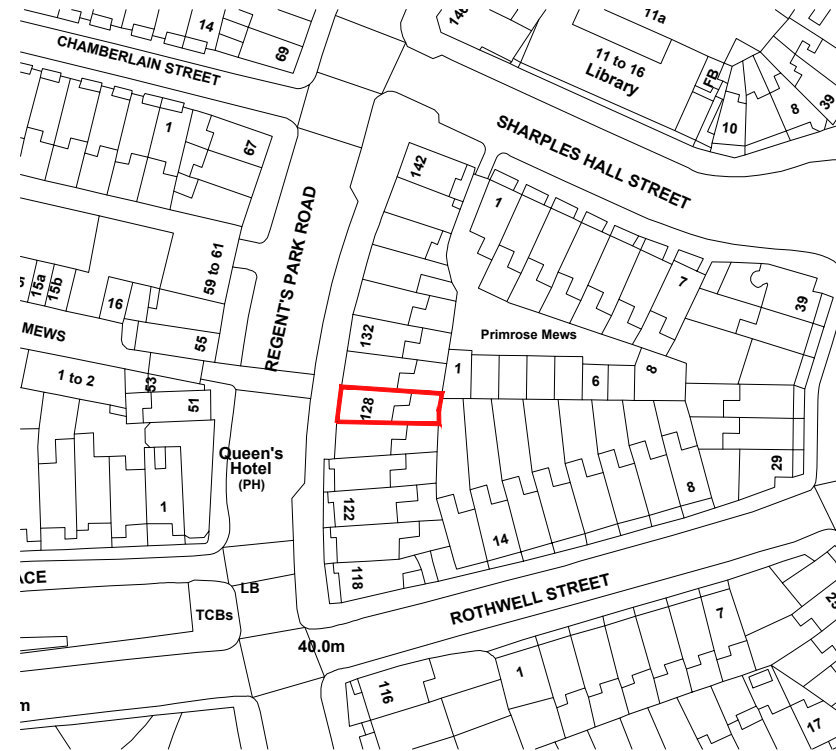 14
69
CHAMBERLAIN STREET
1
67
11a
11 to 16
Library
FB
10
8
39
SHARPLES HALL STREET
142
1
7
39
REGENT'S PARK ROAD
59 to 61
15a
15b
16
55
MEWS
132
Primrose Mews
1
6
8
1 to 2
53
51
128
Queen's
Hotel
(PH)
1
122
14
8
29
118
ACE
LB
TCBs
ROTHWELL STREET
40.0m
7
1
116
17
m